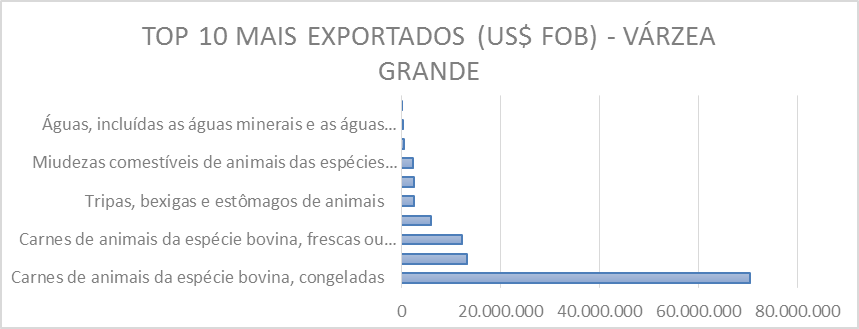 TOP 10 MAIS EXPORTADOS (US$ FOB) - VÁRZEA
GRANDE
Águas, incluídas as águas minerais e as águas...
Miudezas comestíveis de animais das espécies...
Tripas, bexigas e estômagos de animais
Carnes de animais da espécie bovina, frescas ou...
Carnes de animais da espécie bovina, congeladas
0 20.000.000 40.000.000 60.000.000 80.000.000